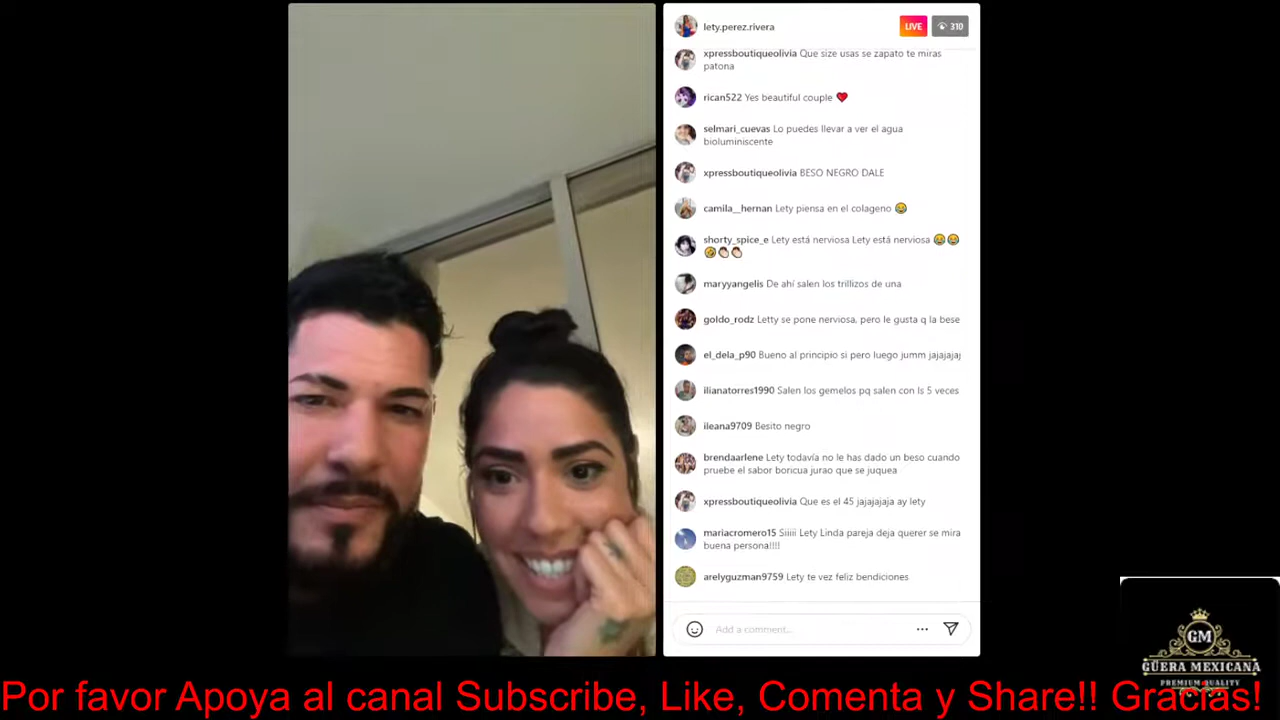 lety.perez.rivera
LIVE
310
xpressboutiqueolivia Que size usas se zapato te miras
patona
rican522 Yes beautiful couple ❤️
selmari_cuevas Lo puedes llevar a ver el agua
bioluminiscente
xpressboutiqueolivia BESO NEGRO DALE
camila__hernan Lety piensa en el colageno 😂
shorty_spice_e Lety está nerviosa Lety está nerviosa 😂😂
🤣👏🏻👏🏻
maryyangelis De ahí salen los trillizos de una
goldo_rodz Letty se pone nerviosa, pero le gusta q la bese
el_dela_p90 Bueno al principio si pero luego jumm jajajajaj
ilianatorres1990 Salen los gemelos pq salen con ls 5 veces
ileana9709 Besito negro
brendaarlene Lety todavía no le has dado un beso cuando
pruebe el sabor boricua jurao que se juquea
xpressboutiqueolivia Que es el 45 jajajajaja ay lety
mariacromero15 Siiiii Lety Linda pareja deja querer se mira
buena persona!!!!
arelyguzman9759 Lety te vez feliz bendiciones
Add a comment...
GM
GÜERA MEXICANA
PREMIUM QUALITY
Por favor Apoya al canal Subscribe, Like, Comenta y Share!! Gracias!